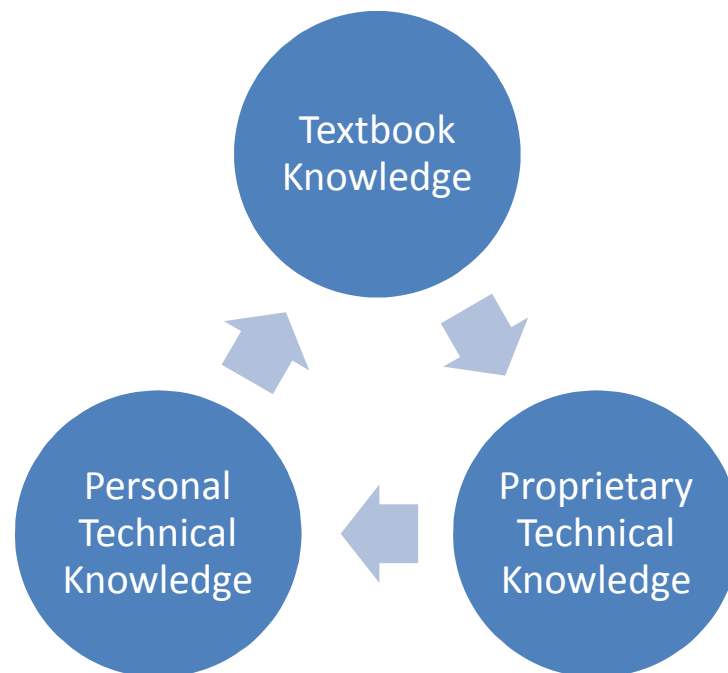 Textbook
Knowledge
Personal
Technical
Knowledge
Proprietary
Technical
Knowledge